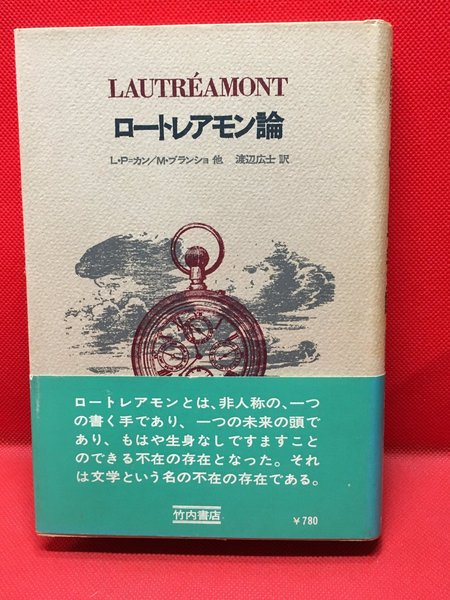 LAUTRÉAMONT
ロートレアモン論
L・P=カン/M・ブランショ 他 渡辺広士 訳
ロートレアモンとは、非人称の、一つ
の書く手であり、一つの未来の頭で
あり、もはや生身なしですますこと
のできる不在の存在となった。それ
は文学という名の不在の存在である。
竹内書店
¥780